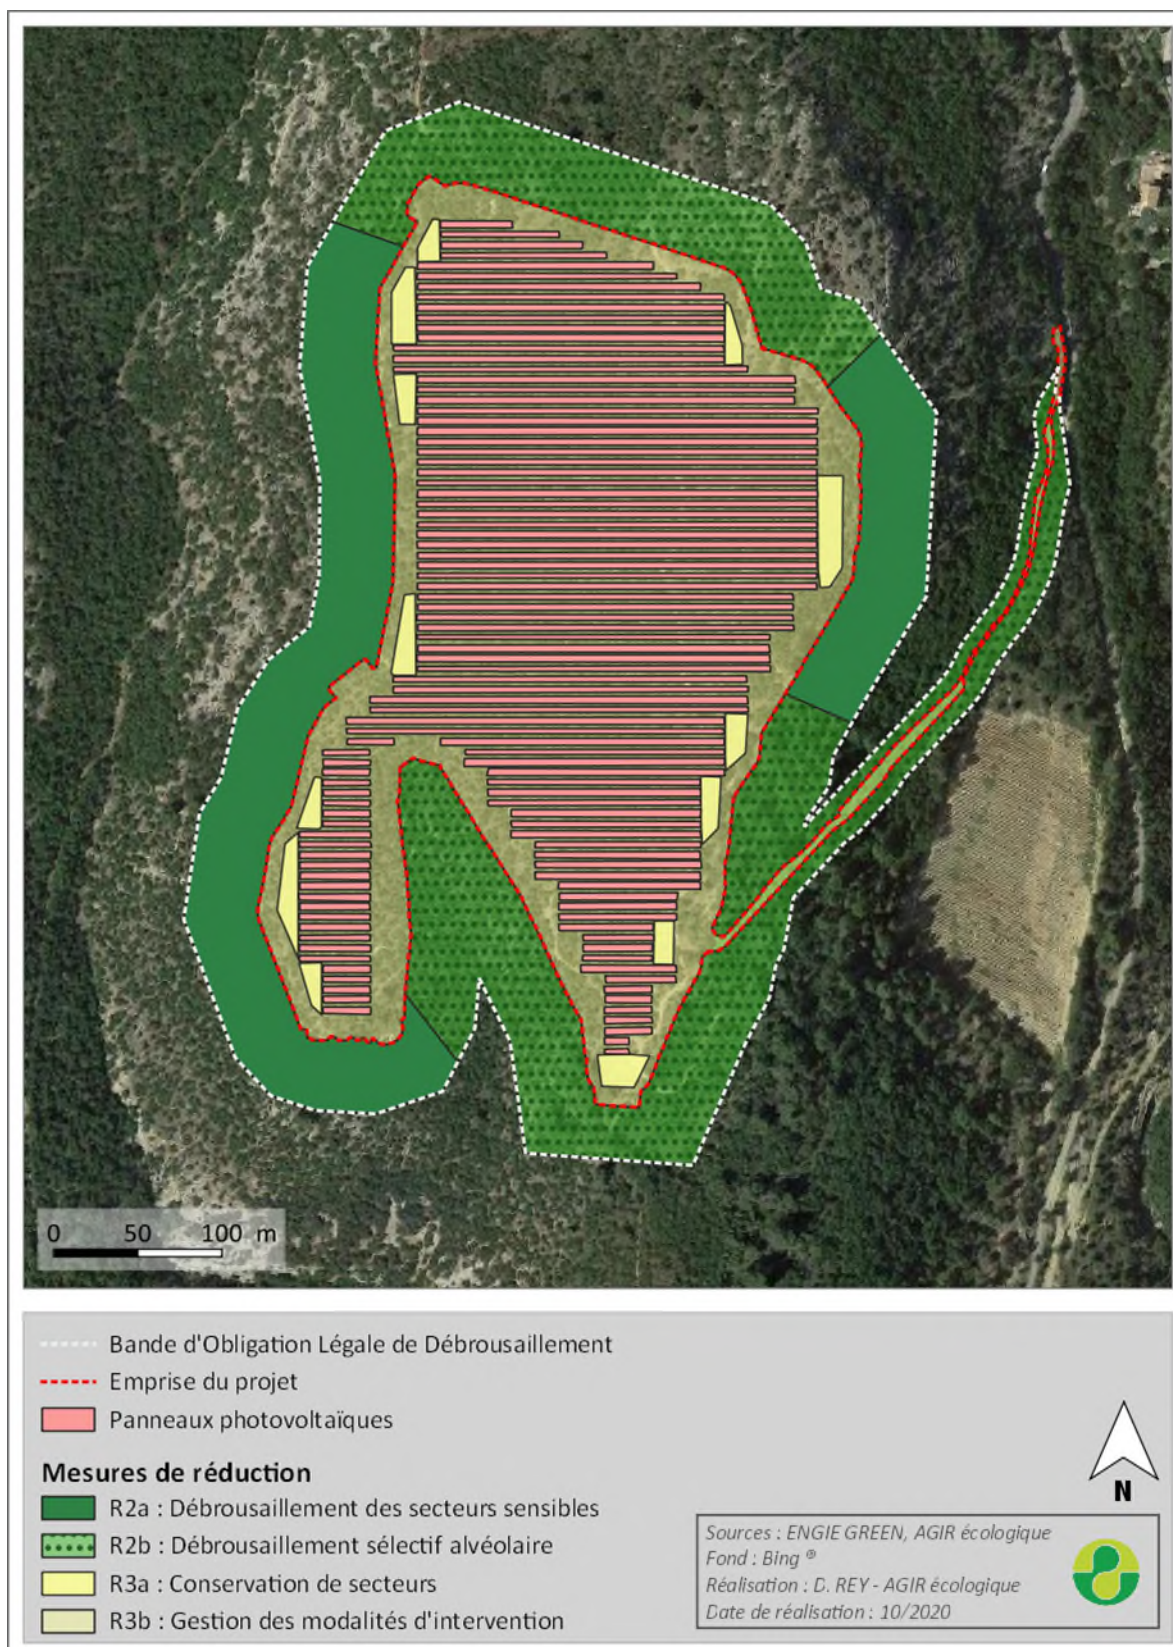 0 50 100 m
Bande d'Obligation Légale de Débrousaillement
Emprise du projet
Panneaux photovoltaïques
Mesures de réduction
R2a : Débrousaillement des secteurs sensibles
R2b : Débrousaillement sélectif alvéolaire
R3a : Conservation de secteurs
R3b : Gestion des modalités d'intervention
N
Sources : ENGIE GREEN, AGIR écologique
Fond : Bing ®
Réalisation : D. REY - AGIR écologique
Date de réalisation : 10/2020